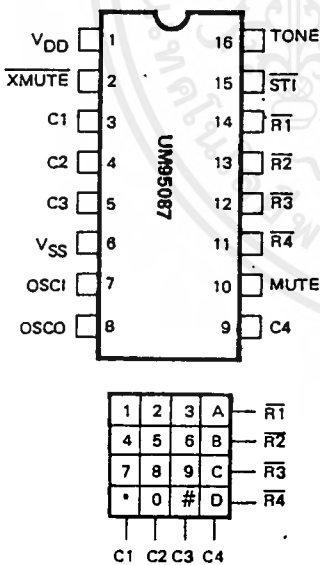 V_DD 1 16 TONE
XMUTE 2 15 STI
C1 3 14 R1
C2 4 13 R2
C3 5 UM95087 12 R3
V_SS 6 11 R4
OSCI 7 10 MUTE
OSCO 8 9 C4
1 2 3 A R1
4 5 6 B R2
7 8 9 C R3
* 0 # D R4
C1 C2 C3 C4